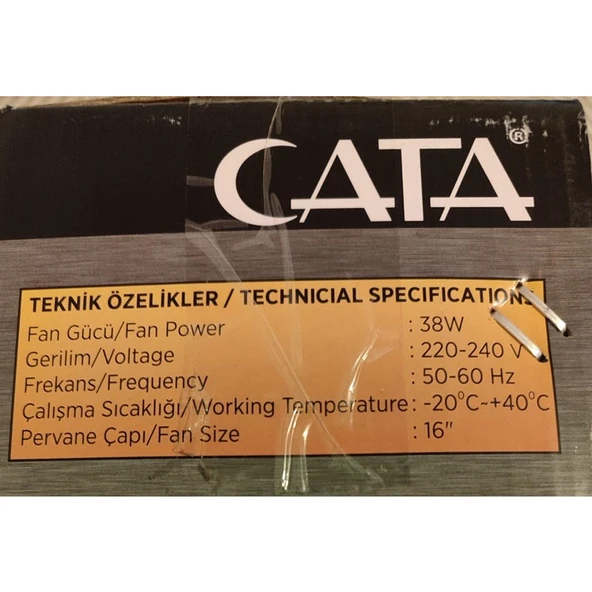 CATA®
TEKNİK ÖZELİKLER / TECHNICIAL SPECIFICATIONS
Fan Gücü/Fan Power : 38W
Gerilim/Voltage : 220-240 V
Frekans/Frequency : 50-60 Hz
Çalışma Sıcaklığı/Working Temperature : -20°C~+40°C
Pervane Çapı/Fan Size : 16"